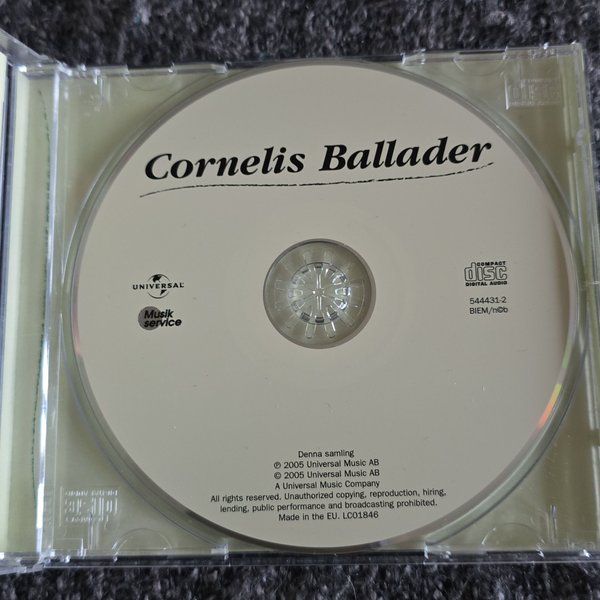 Cornelis Ballader
UNIVERSAL
Musik
service
COMPACT
disc
DIGITAL AUDIO
544431-2
BIEM/n©b
Denna samling
℗ 2005 Universal Music AB
© 2005 Universal Music AB
A Universal Music Company
All rights reserved. Unauthorized copying, reproduction, hiring,
lending, public performance and broadcasting prohibited.
Made in the EU. LC01846